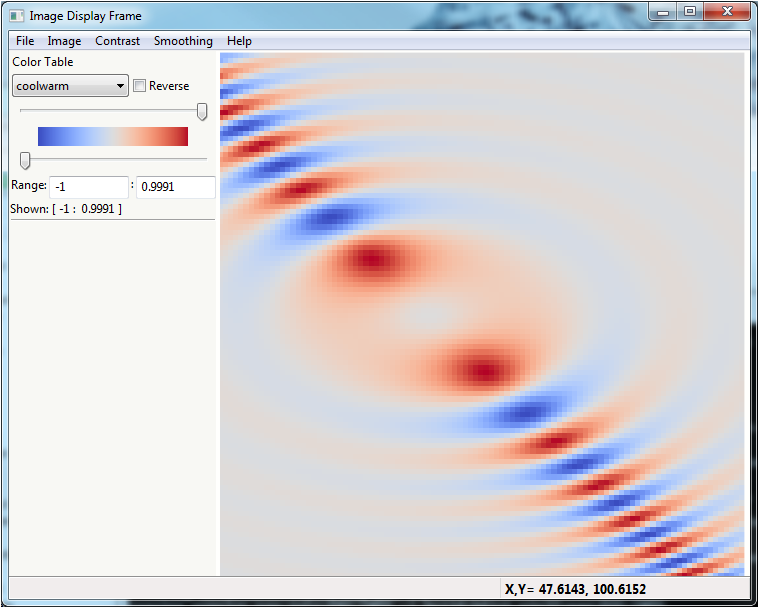 Image Display Frame
File Image Contrast Smoothing Help
Color Table
coolwarm Reverse
Range: -1 : 0.9991
Shown: [ -1 : 0.9991 ]
X,Y= 47.6143, 100.6152